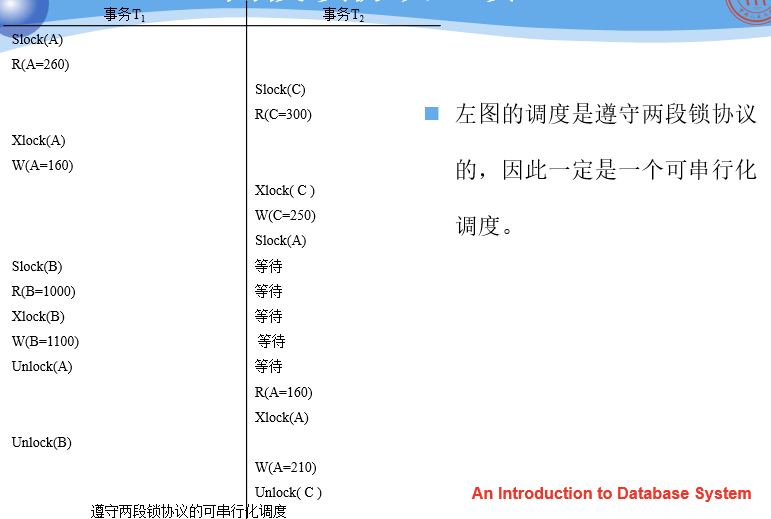 事务T1 事务T2
Slock(A)
R(A=260)
Slock(C)
R(C=300)
Xlock(A)
W(A=160)
Xlock( C )
W(C=250)
Slock(A)
Slock(B) 等待
R(B=1000) 等待
Xlock(B) 等待
W(B=1100) 等待
Unlock(A) 等待
R(A=160)
Xlock(A)
Unlock(B)
W(A=210)
Unlock( C )
遵守两段锁协议的可串行化调度
■ 左图的调度是遵守两段锁协议
的，因此一定是一个可串行化
调度。
An Introduction to Database System